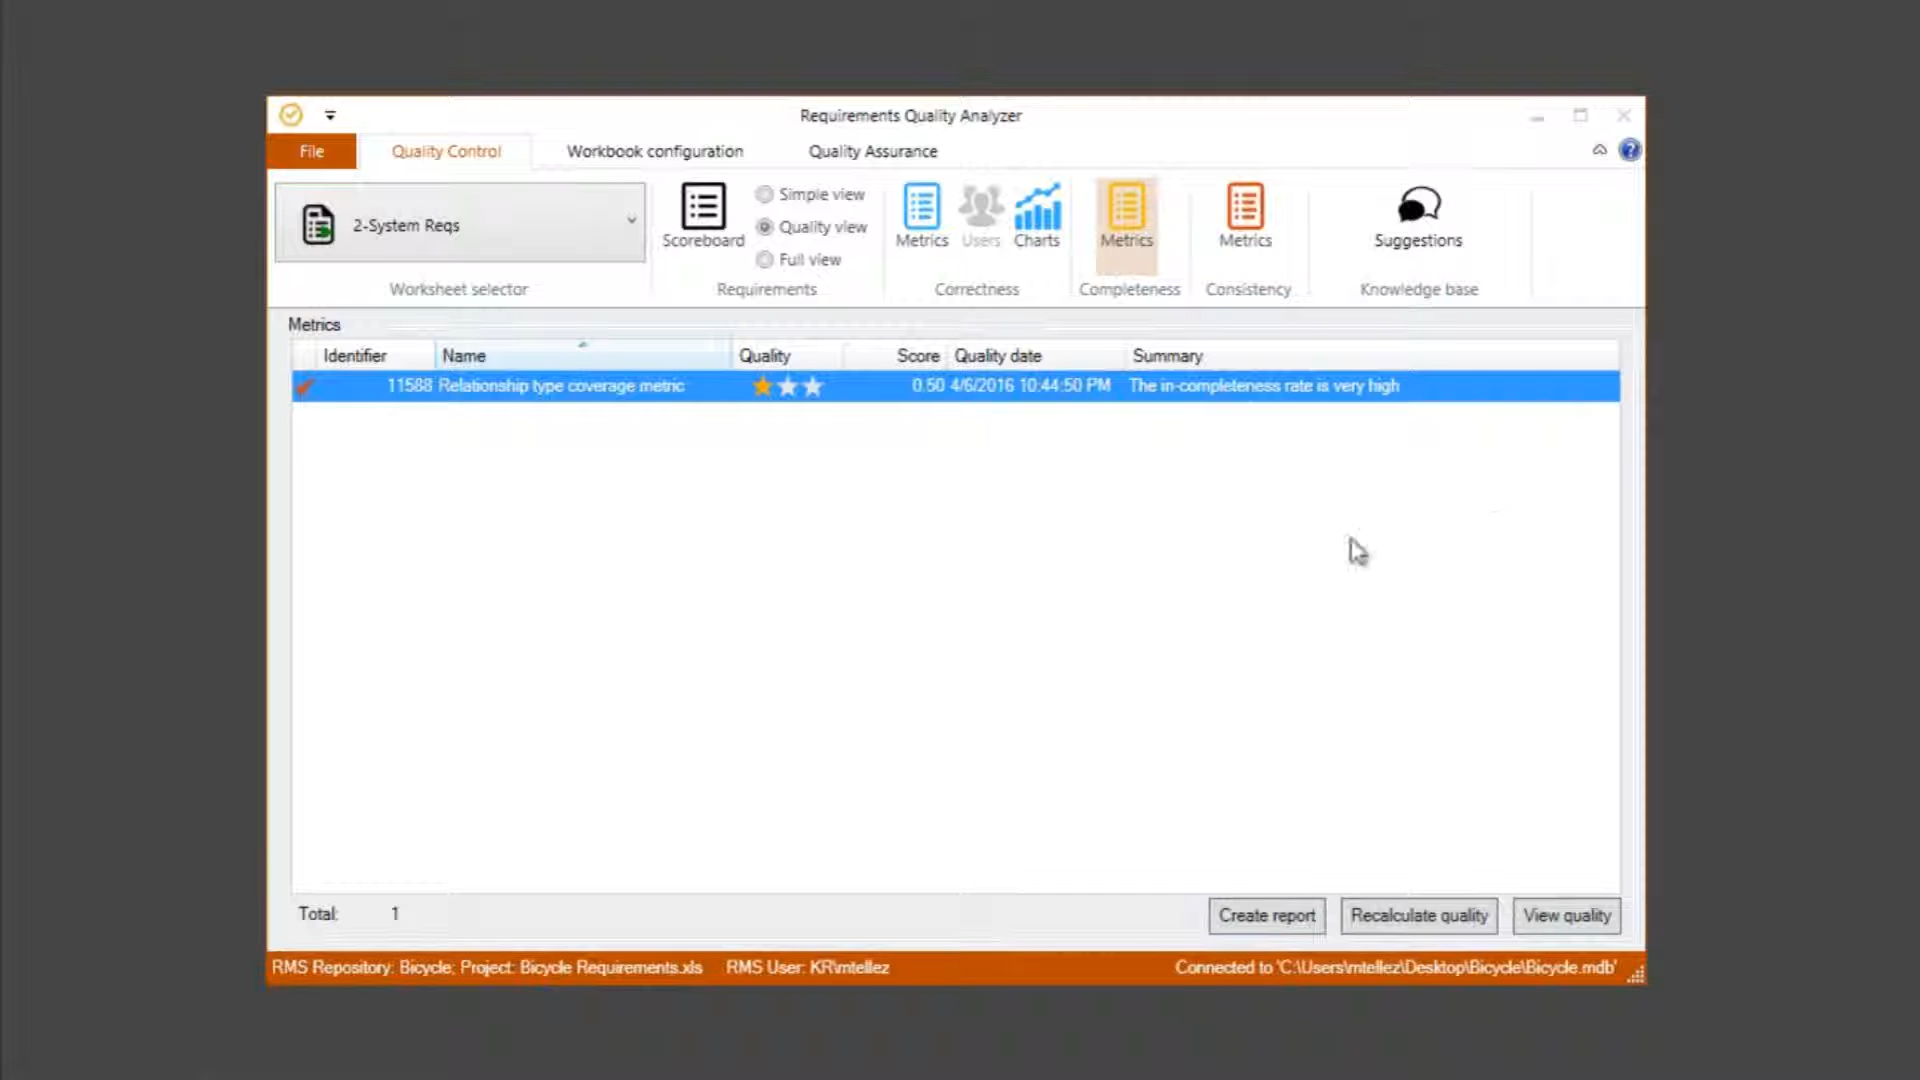 Requirements Quality Analyzer
File Quality Control Workbook configuration Quality Assurance
2-System Reqs
Worksheet selector
Scoreboard
Simple view
Quality view
Full view
Requirements
Metrics Users Charts
Correctness
Metrics
Completeness
Metrics
Consistency
Suggestions
Knowledge base
Metrics
Identifier Name Quality Score Quality date Summary
11588 Relationship type coverage metric 0.50 4/6/2016 10:44:50 PM The in-completeness rate is very high
Total: 1
Create report Recalculate quality View quality
RMS Repository: Bicycle; Project: Bicycle Requirements.xls RMS User: KR\mtellez Connected to 'C:\Users\mtellez\Desktop\Bicycle\Bicycle.mdb'